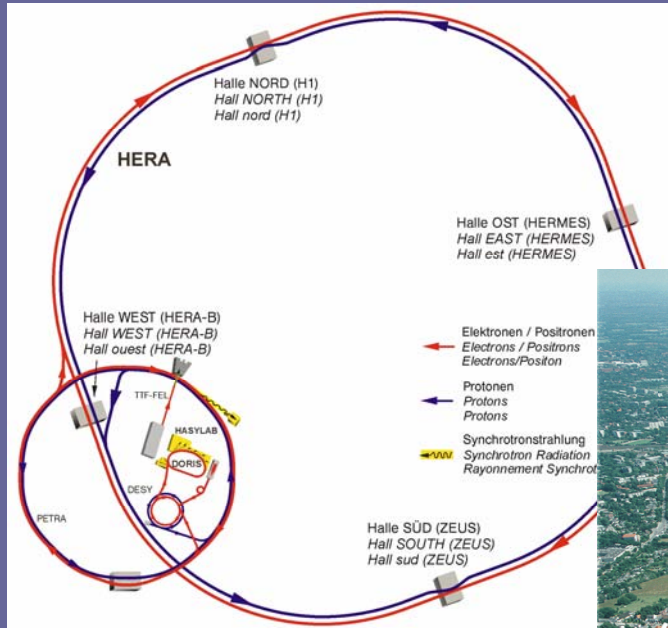 Halle NORD (H1)
Hall NORTH (H1)
Hall nord (H1)
HERA
Halle OST (HERMES)
Hall EAST (HERMES)
Hall est (HERMES)
Halle WEST (HERA-B)
Hall WEST (HERA-B)
Hall ouest (HERA-B)
Elektronen / Positronen
Electrons / Positrons
Electrons/Positon
Protonen
Protons
Protons
Synchrotronstrahlung
Synchrotron Radiation
Rayonnement Synchrot
TTF-FEL
HASYLAB
DORIS
DESY
PETRA
Halle SÜD (ZEUS)
Hall SOUTH (ZEUS)
Hall sud (ZEUS)